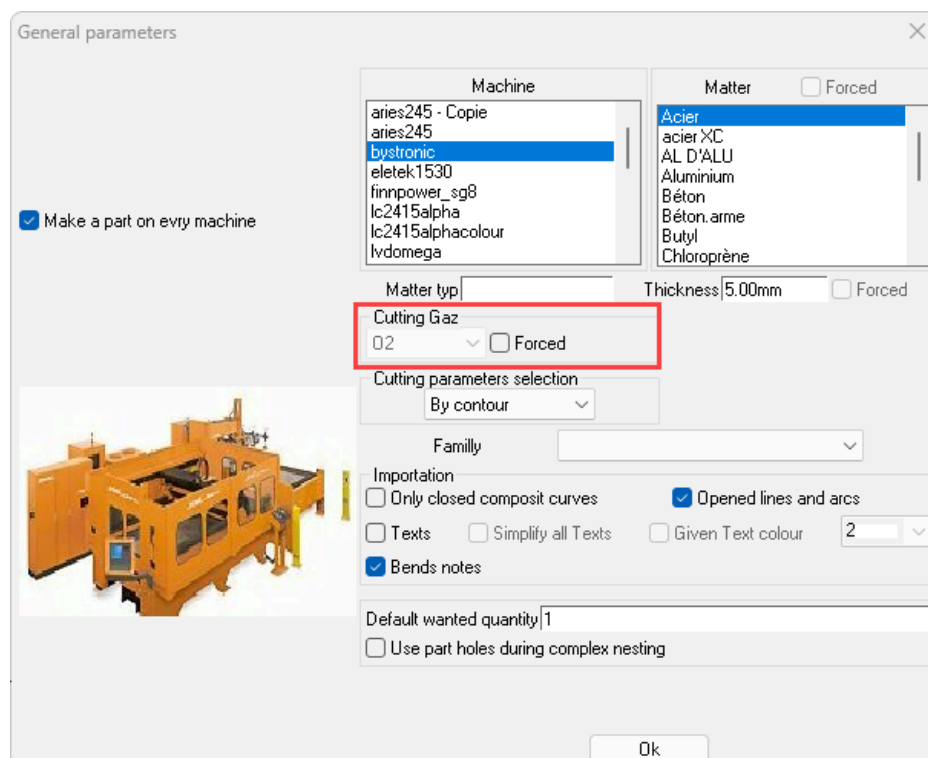 General parameters
Machine
Matter
Forced
aries245 - Copie
aries245
bystronic
eletek1530
finnpower_sg8
lc2415alpha
lc2415alphacolour
lvdomega
Acier
acier XC
AL D'ALU
Aluminium
Béton
Béton.arme
Butyl
Chloroprène
Make a part on evry machine
Matter typ
Thickness 5.00mm
Forced
Cutting Gaz
O2
Forced
Cutting parameters selection
By contour
Familly
Importation
Only closed composit curves
Opened lines and arcs
Texts
Simplify all Texts
Given Text colour
2
Bends notes
Default wanted quantity 1
Use part holes during complex nesting
Ok